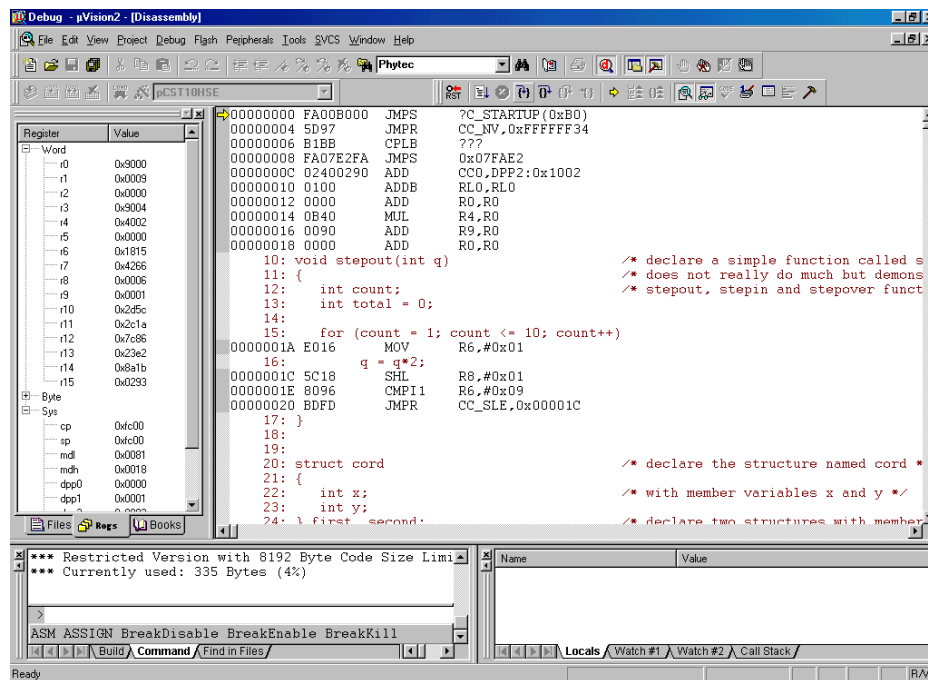 Debug - µVision2 - [Disassembly]
File Edit View Project Debug Flash Peripherals Tools SVCS Window Help
Phytec
pCST10HSE
RST
Register Value
Word
r0 0x9000
r1 0x0009
r2 0x0000
r3 0x9004
r4 0x4002
r5 0x0000
r6 0x1815
r7 0x4266
r8 0x0006
r9 0x0001
r10 0x2d5c
r11 0x2c1a
r12 0x7c86
r13 0x23e2
r14 0x8a1b
r15 0x0293
Byte
Sys
cp 0xfc00
sp 0xfc00
mdl 0x0081
mdh 0x0018
dpp0 0x0000
dpp1 0x0001
Files Regs Books
00000000 FA00B000 JMPS ?C_STARTUP(0xB0)
00000004 5D97 JMPR CC_NV,0xFFFFFF34
00000006 B1BB CPLB ???
00000008 FA07E2FA JMPS 0x07FAE2
0000000C 02400290 ADD CC0,DPP2:0x1002
00000010 0100 ADDB RL0,RL0
00000012 0000 ADD R0,R0
00000014 0B40 MUL R4,R0
00000016 0090 ADD R9,R0
00000018 0000 ADD R0,R0
10: void stepout(int q) /* declare a simple function called s
11: { /* does not really do much but demons
12: int count; /* stepout, stepin and stepover funct
13: int total = 0;
14:
15: for (count = 1; count <= 10; count++)
0000001A E016 MOV R6,#0x01
16: q = q*2;
0000001C 5C18 SHL R8,#0x01
0000001E 8096 CMPI1 R6,#0x09
00000020 BDFD JMPR CC_SLE,0x00001C
17: }
18:
19:
20: struct cord /* declare the structure named cord *
21: {
22: int x; /* with member variables x and y */
23: int y;
24: } first, second; /* declare two structures with member
*** Restricted Version with 8192 Byte Code Size Limi
*** Currently used: 335 Bytes (4%)
>
ASM ASSIGN BreakDisable BreakEnable BreakKill
Build Command Find in Files
Name Value
Locals Watch #1 Watch #2 Call Stack
Ready
R/W